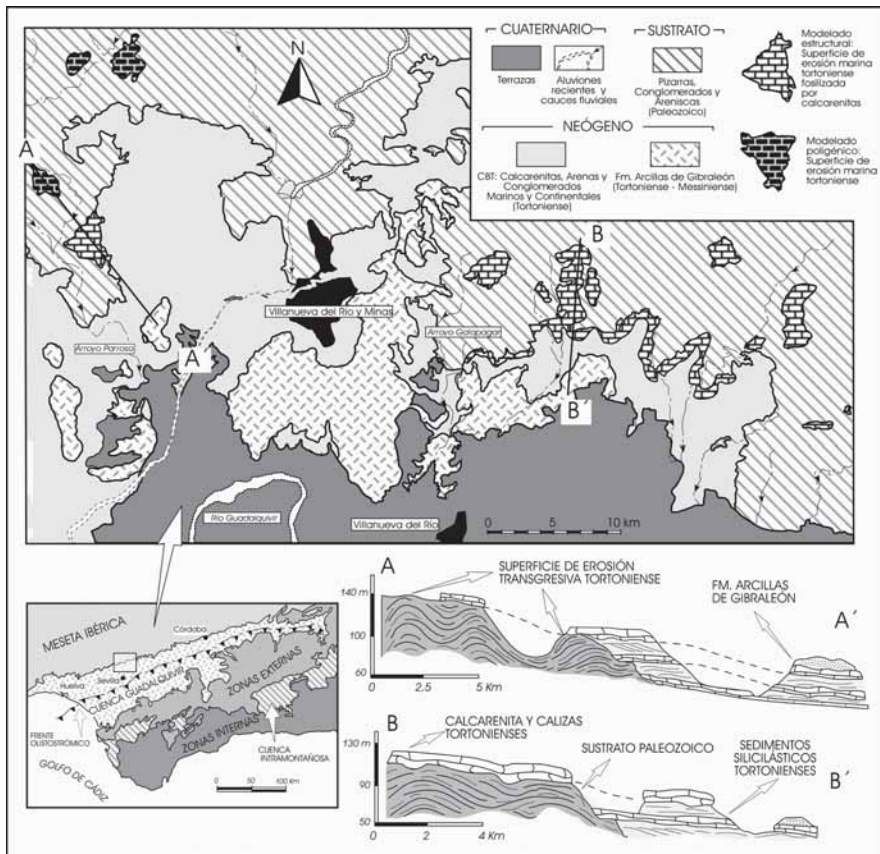 CUATERNARIO
Terrazas
Aluviones
recientes y
cauces fluviales
SUSTRATO
Pizarras,
Conglomerados y
Areniscas
(Paleozoico)
Modelado
estructural:
Superficie de
erosión marina
tortoniense
fosilizada
por
calcarenitas
NEÓGENO
CBT: Calcarenitas, Arenas y
Conglomerados
Marinos y Continentales
(Tortoniense)
Fm. Arcillas de Gibraleón
(Tortoniense - Messiniense)
Modelado
poligénico:
Superficie de
erosión marina
tortoniense
N
A
B
Villanueva del Río y Minas
Arroyo Galapagar
Arroyo Parroso
A´
B´
Río Guadalquivir
Villanueva del Río
0 5 10 km
MESETA IBÉRICA
Córdoba
Huelva
Sevilla
CUENCA GUADALQUIVIR
ZONAS EXTERNAS
ZONAS INTERNAS
FRENTE
OLISTOSTRÓMICO
CUENCA
INTRAMONTAÑOSA
GOLFO DE CÁDIZ
0 50 100 Km
A
SUPERFICIE DE EROSIÓN
TRANSGRESIVA TORTONIENSE
FM. ARCILLAS
DE GIBRALEÓN
A´
140 m
100
60
0 2.5 5 Km
B
CALCARENITA Y CALIZAS
TORTONIENSES
SUSTRATO PALEOZOICO
SEDIMENTOS
SILICILÁSTICOS
TORTONIENSES
B´
130 m
90
50
0 2 4 Km